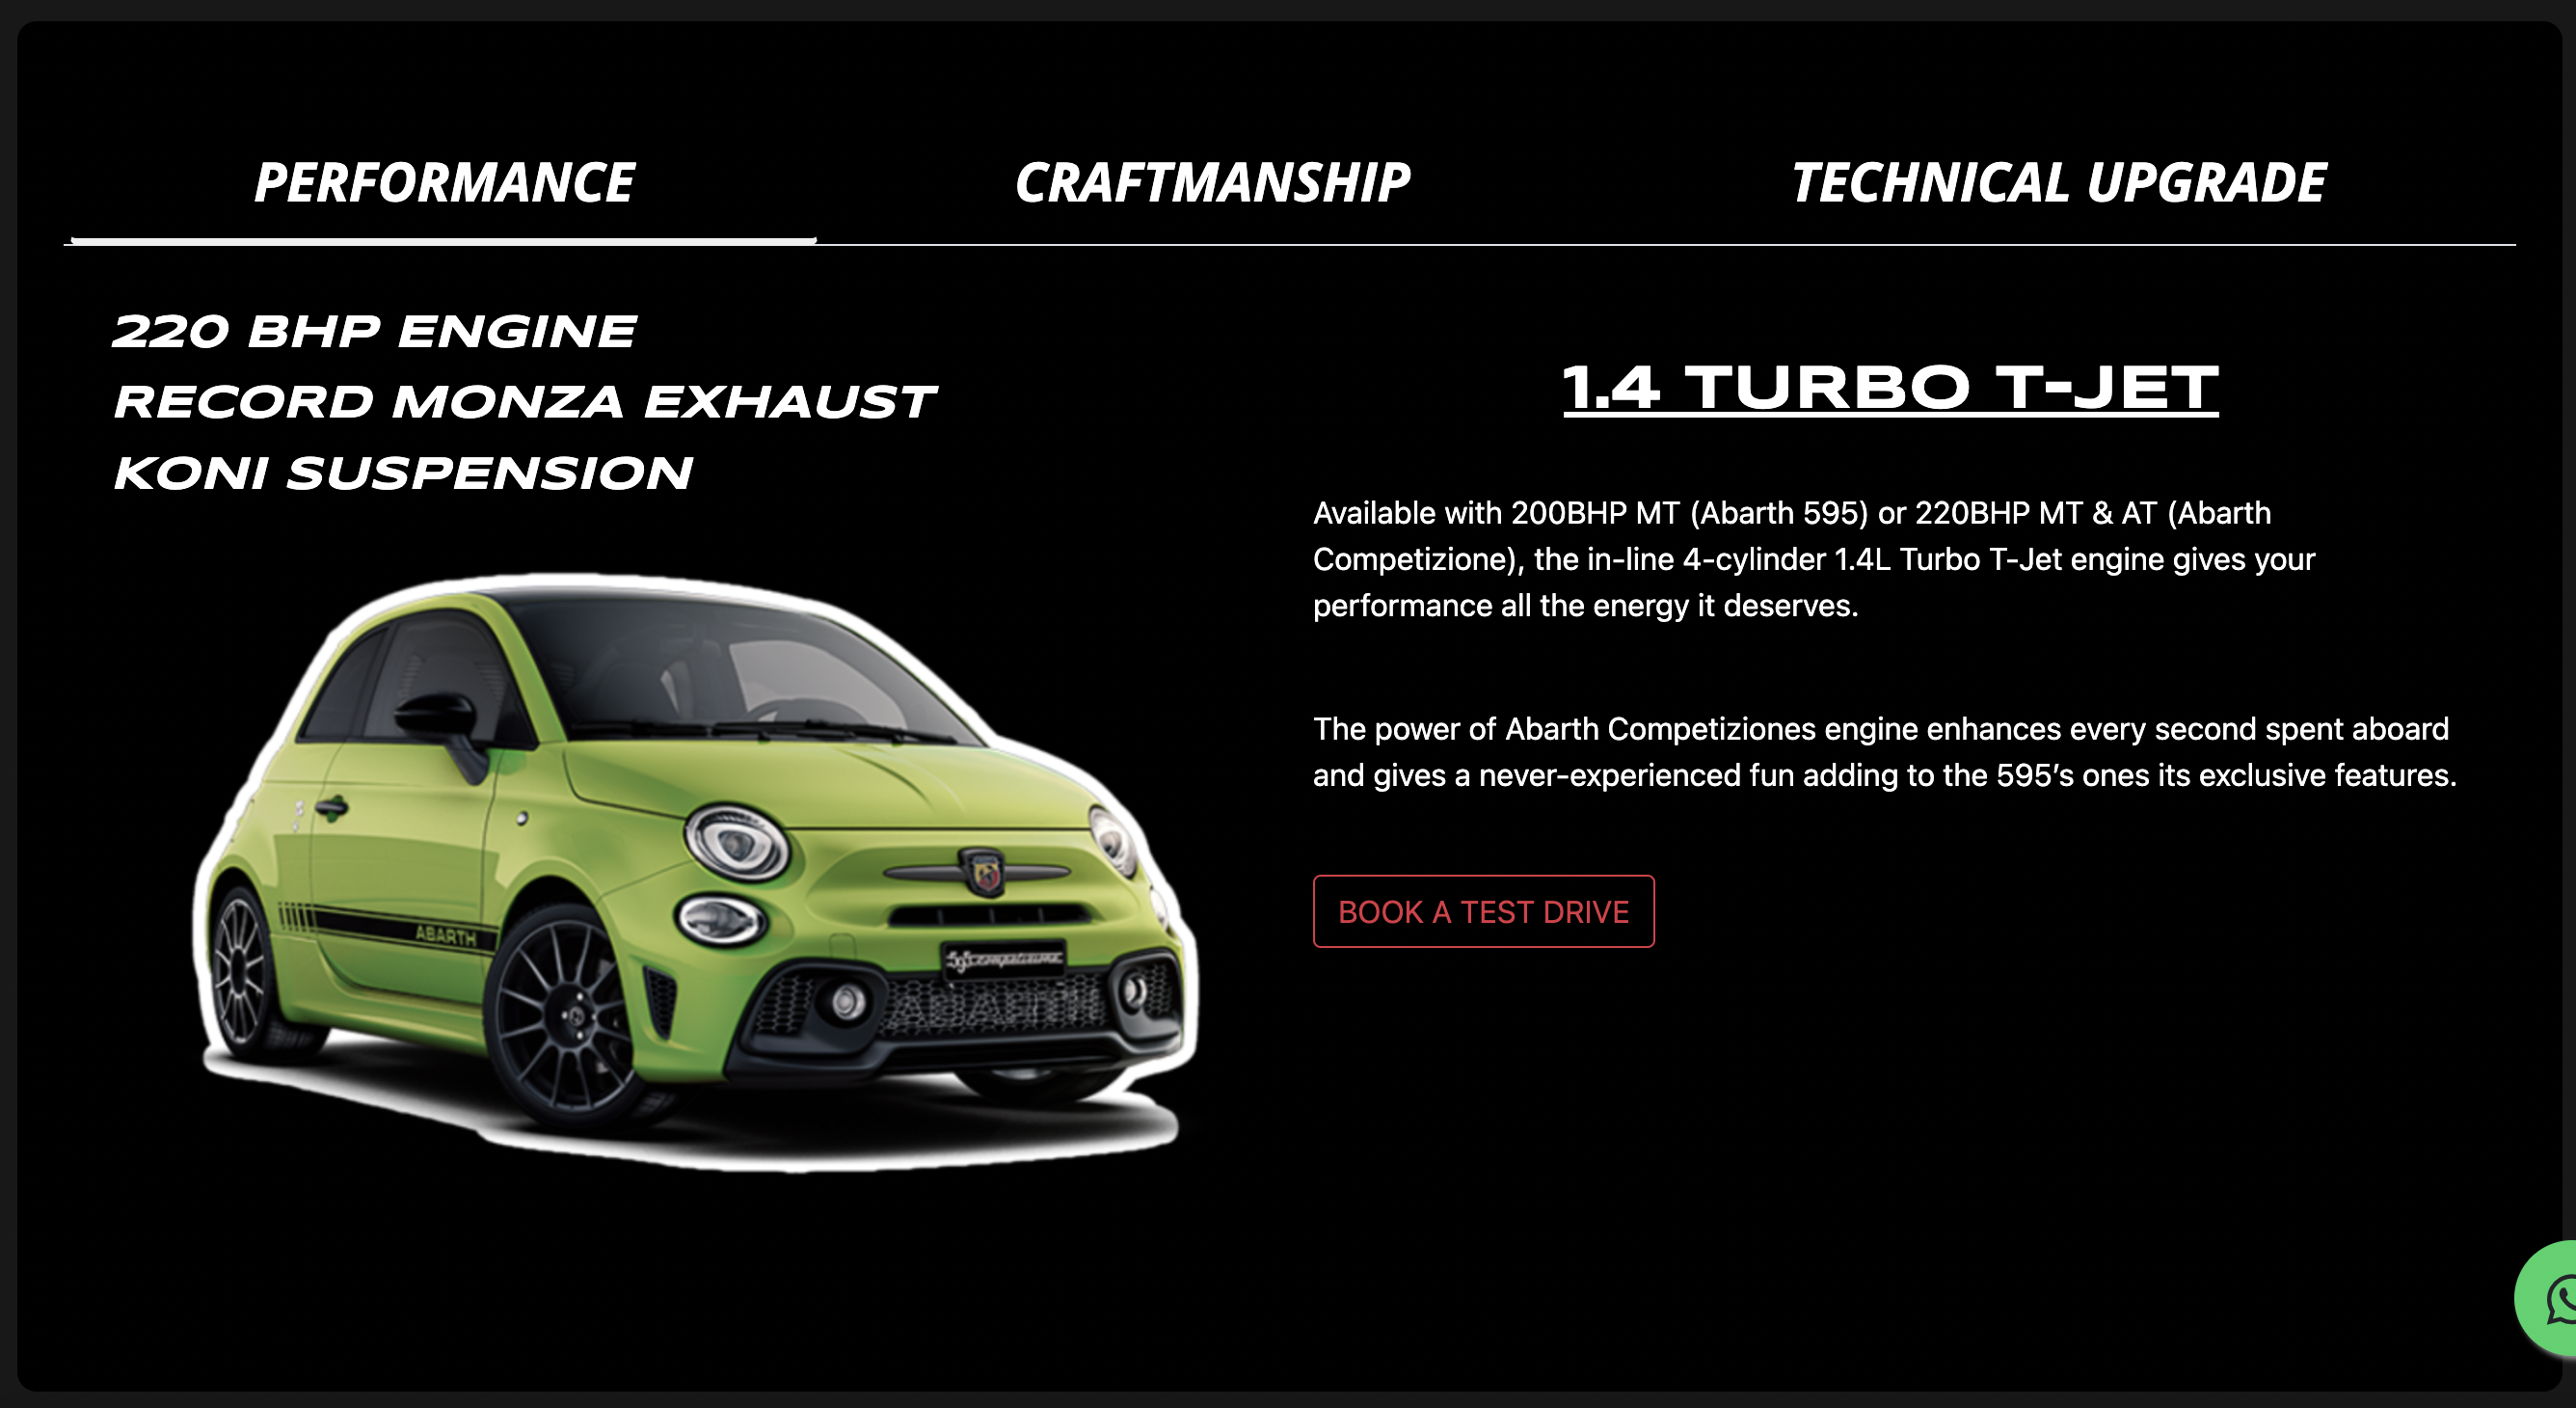 PERFORMANCE
CRAFTMANSHIP
TECHNICAL UPGRADE
220 BHP ENGINE
RECORD MONZA EXHAUST
KONI SUSPENSION
1.4 TURBO T-JET
Available with 200BHP MT (Abarth 595) or 220BHP MT & AT (Abarth
Competizione), the in-line 4-cylinder 1.4L Turbo T-Jet engine gives your
performance all the energy it deserves.
The power of Abarth Competiziones engine enhances every second spent aboard
and gives a never-experienced fun adding to the 595’s ones its exclusive features.
BOOK A TEST DRIVE
ABARTH
595 competizione
ABARTH